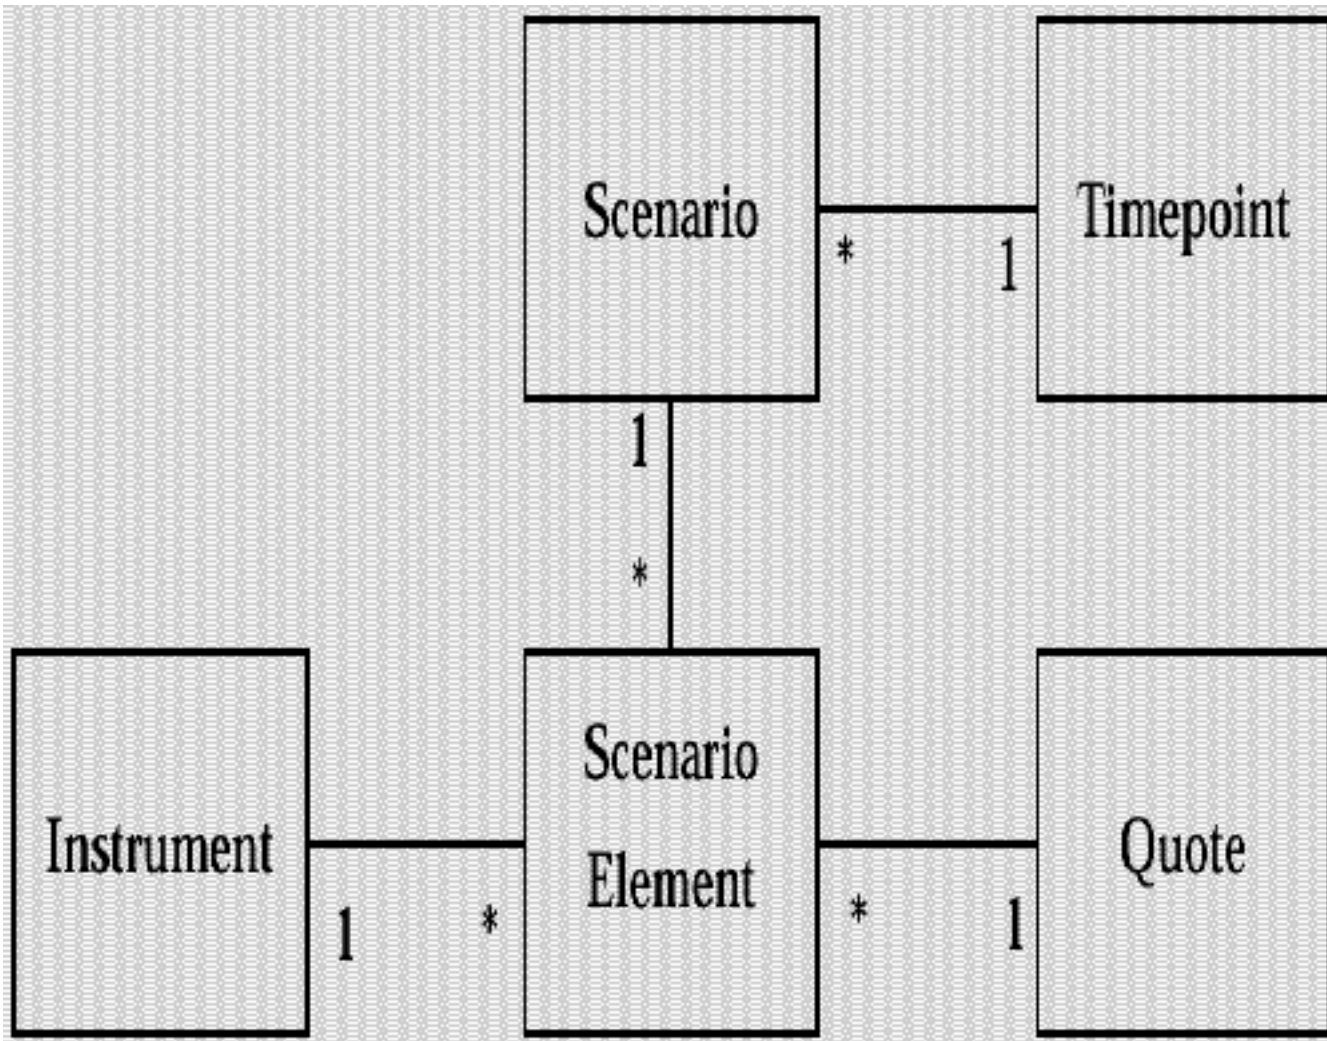 Scenario
Timepoint
*
1
1
*
Scenario
Instrument
Element
Quote
1
*
*
1